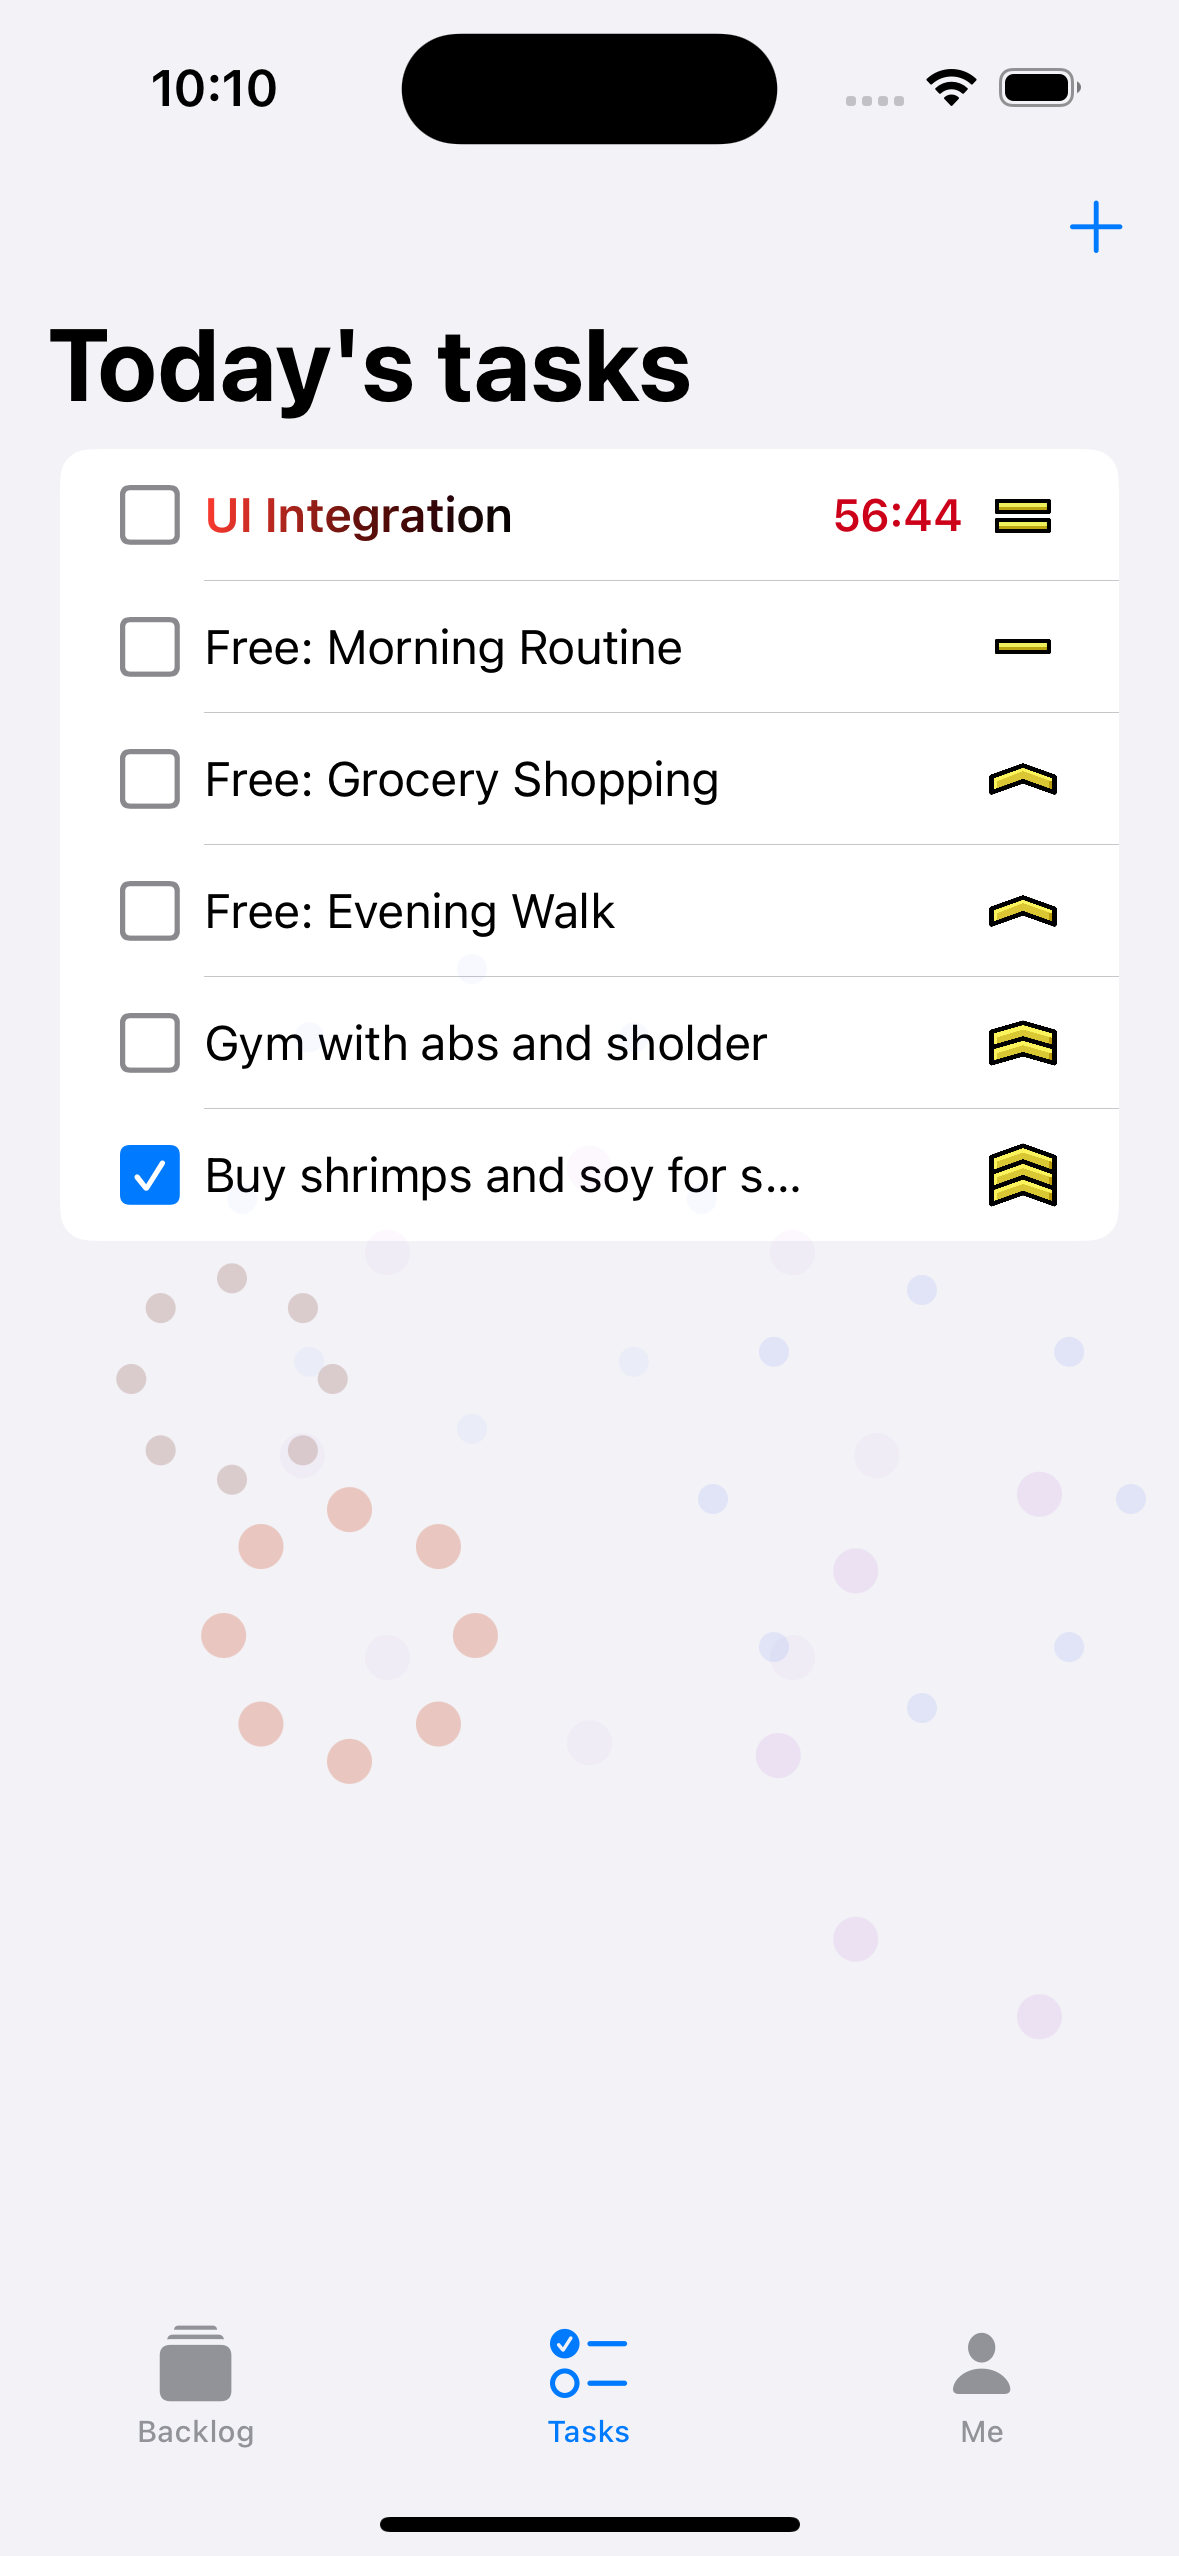 10:10
Today's tasks
UI Integration 56:44
Free: Morning Routine
Free: Grocery Shopping
Free: Evening Walk
Gym with abs and sholder
Buy shrimps and soy for s...
Backlog Tasks Me